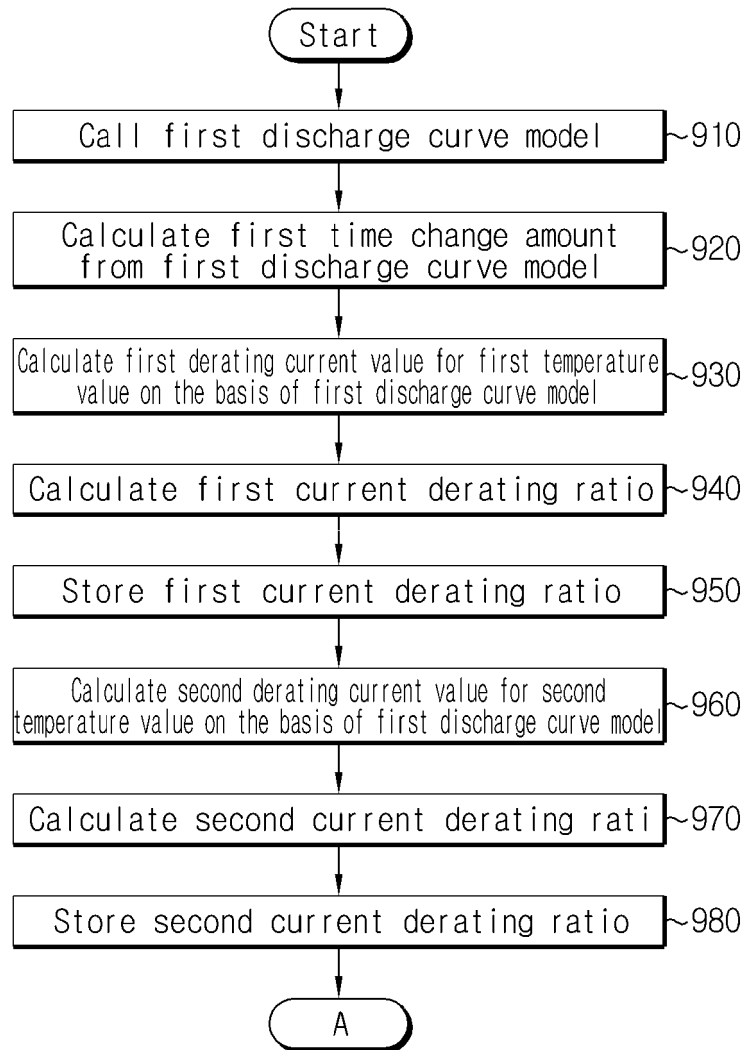 Start
Call first discharge curve model
910
Calculate first time change amount
from first discharge curve model
920
Calculate first derating current value for first temperature
value on the basis of first discharge curve model
930
Calculate first current derating ratio
940
Store first current derating ratio
950
Calculate second derating current value for second
temperature value on the basis of first discharge curve model
960
Calculate second current derating rati
970
Store second current derating ratio
980
A